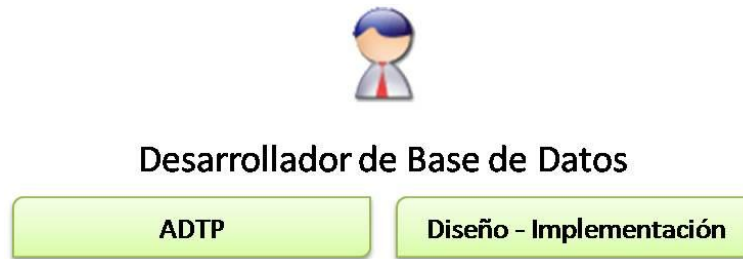 Desarrollador de Base de Datos
ADTP
Diseño - Implementación